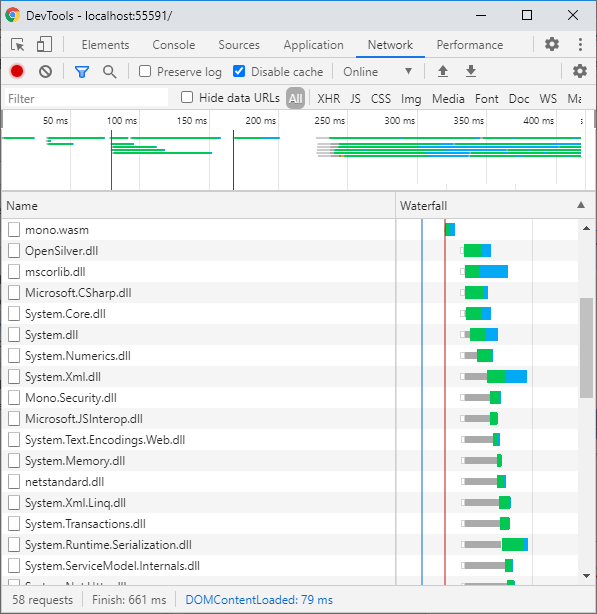 DevTools - localhost:55591/
Elements Console Sources Application Network Performance
Preserve log Disable cache Online
Filter Hide data URLs All XHR JS CSS Img Media Font Doc WS Ma
50 ms 100 ms 150 ms 200 ms 250 ms 300 ms 350 ms 400 ms
Name Waterfall
mono.wasm
OpenSilver.dll
mscorlib.dll
Microsoft.CSharp.dll
System.Core.dll
System.dll
System.Numerics.dll
System.Xml.dll
Mono.Security.dll
Microsoft.JSInterop.dll
System.Text.Encodings.Web.dll
System.Memory.dll
netstandard.dll
System.Xml.Linq.dll
System.Transactions.dll
System.Runtime.Serialization.dll
System.ServiceModel.Internals.dll
System.Net.Http.dll
58 requests Finish: 661 ms DOMContentLoaded: 79 ms